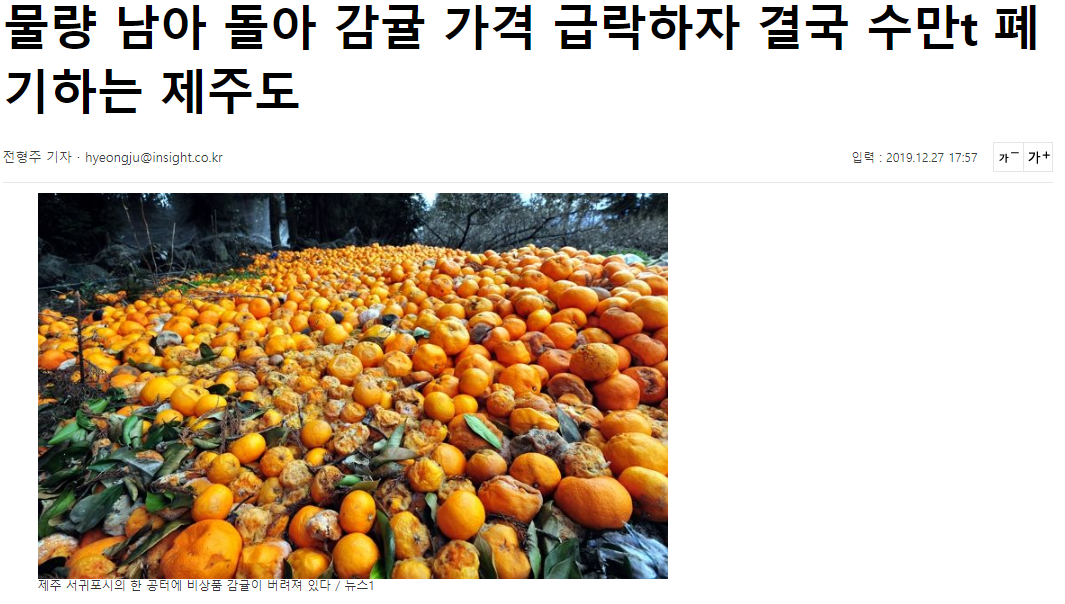 물량 남아 돌아 감귤 가격 급락하자 결국 수만t 폐
기하는 제주도
전형주 기자 · hyeongju@insight.co.kr
입력 : 2019.12.27 17:57
가－ 가+
제주 서귀포시의 한 공터에 비상품 감귤이 버려져 있다 / 뉴스1